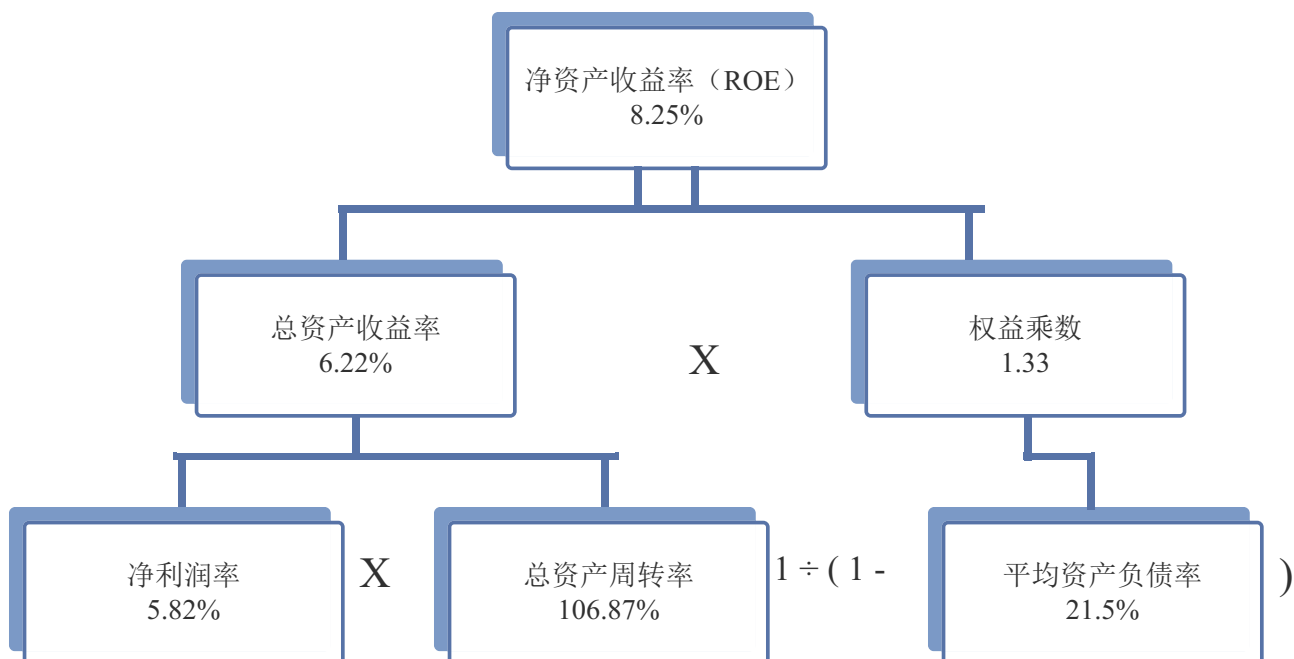 净资产收益率（ROE）
8.25%
总资产收益率
6.22%
X
权益乘数
1.33
净利润率
5.82%
X
总资产周转率
106.87%
1 ÷ ( 1 -
平均资产负债率
21.5%
)